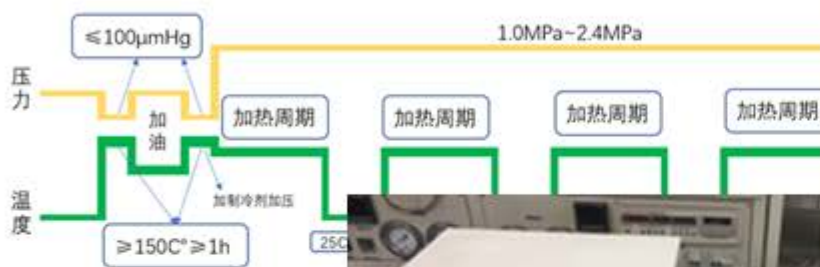 ≤100μmHg
1.0MPa~2.4MPa
压力
加油
加热周期
加热周期
加热周期
加热周期
温度
加制冷剂加压
≥150C°≥1h
25C